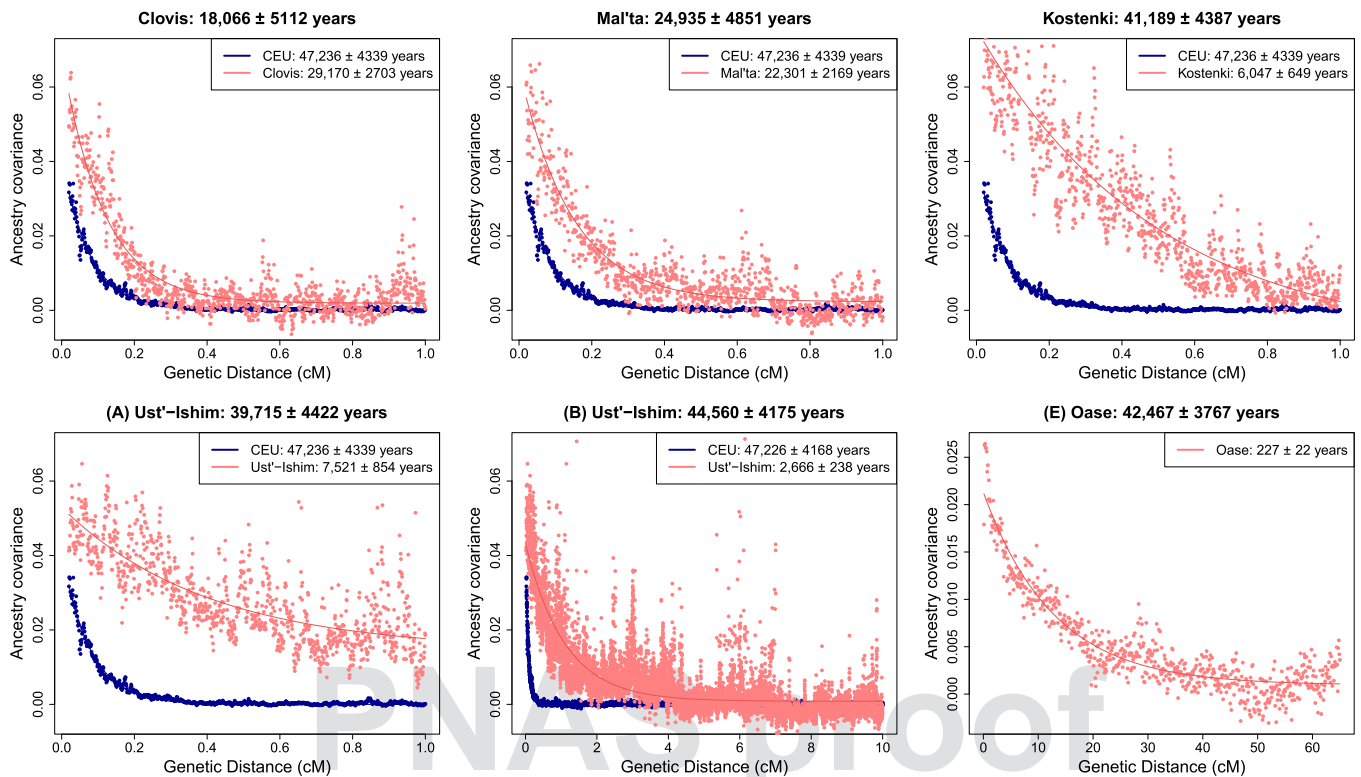 Clovis: 18,066 ± 5112 years
CEU: 47,236 ± 4339 years
Clovis: 29,170 ± 2703 years
Ancestry covariance
0.00 0.02 0.04 0.06
0.0 0.2 0.4 0.6 0.8 1.0
Genetic Distance (cM)
Mal'ta: 24,935 ± 4851 years
CEU: 47,236 ± 4339 years
Mal'ta: 22,301 ± 2169 years
Ancestry covariance
0.00 0.02 0.04 0.06
0.0 0.2 0.4 0.6 0.8 1.0
Genetic Distance (cM)
Kostenki: 41,189 ± 4387 years
CEU: 47,236 ± 4339 years
Kostenki: 6,047 ± 649 years
Ancestry covariance
0.00 0.02 0.04 0.06
0.0 0.2 0.4 0.6 0.8 1.0
Genetic Distance (cM)
(A) Ust'−Ishim: 39,715 ± 4422 years
CEU: 47,236 ± 4339 years
Ust'−Ishim: 7,521 ± 854 years
Ancestry covariance
0.00 0.02 0.04 0.06
0.0 0.2 0.4 0.6 0.8 1.0
Genetic Distance (cM)
(B) Ust'−Ishim: 44,560 ± 4175 years
CEU: 47,226 ± 4168 years
Ust'−Ishim: 2,666 ± 238 years
Ancestry covariance
0.00 0.02 0.04 0.06
0 2 4 6 8 10
Genetic Distance (cM)
(E) Oase: 42,467 ± 3767 years
Oase: 227 ± 22 years
Ancestry covariance
0.000 0.005 0.010 0.015 0.020 0.025
0 10 20 30 40 50 60
Genetic Distance (cM)
PNAS proof